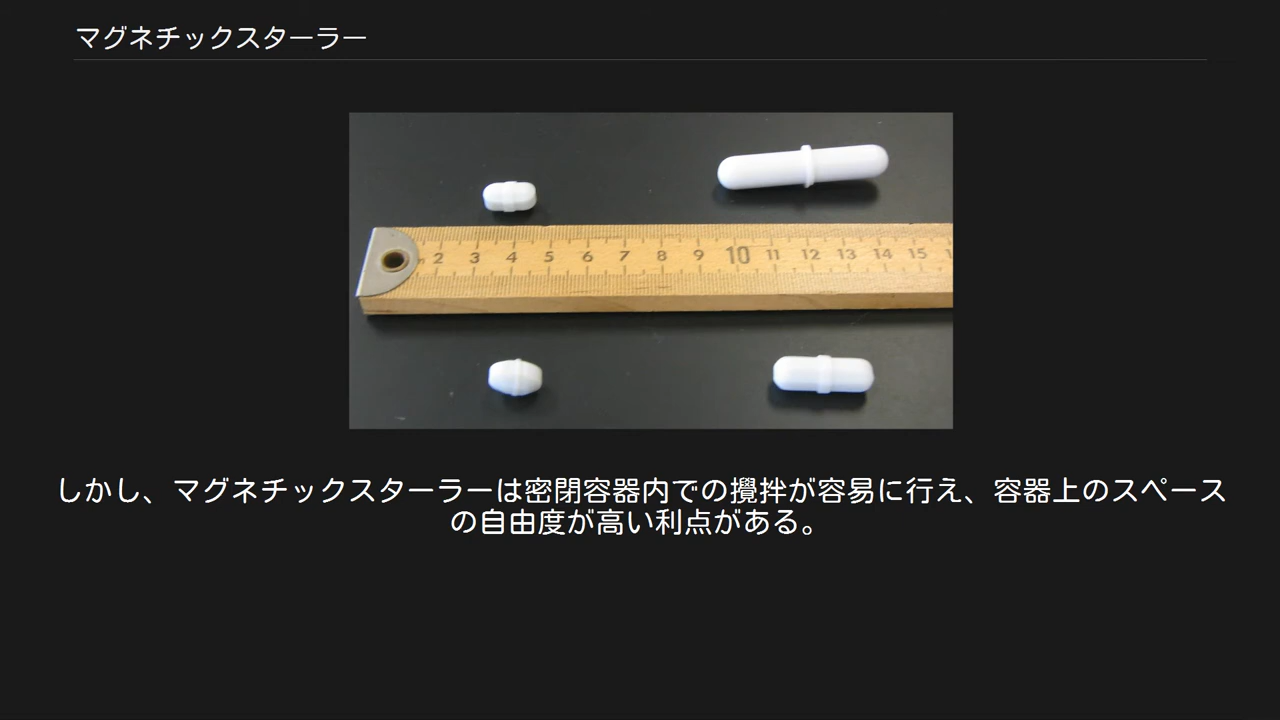 マグネチックスターラー
2 3 4 5 6 7 8 9 10 11 12 13 14 15
しかし、マグネチックスターラーは密閉容器内での攪拌が容易に行え、容器上のスペース
の自由度が高い利点がある。